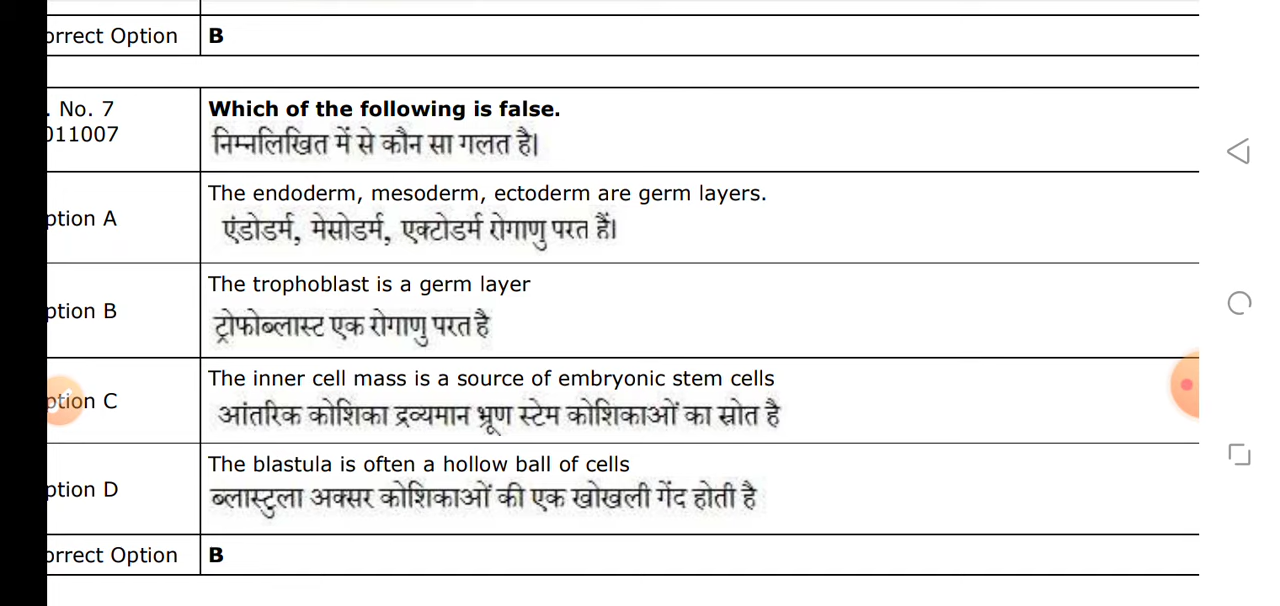 orrect Option B
. No. 7 Which of the following is false.
011007 निम्नलिखित में से कौन सा गलत है।
The endoderm, mesoderm, ectoderm are germ layers.
ption A
एंडोडर्म, मेसोडर्म, एक्टोडर्म रोगाणु परत हैं।
The trophoblast is a germ layer
ption B
ट्रोफोब्लास्ट एक रोगाणु परत है
The inner cell mass is a source of embryonic stem cells
ption C
आंतरिक कोशिका द्रव्यमान भ्रूण स्टेम कोशिकाओं का स्रोत है
The blastula is often a hollow ball of cells
ption D
ब्लास्टुला अक्सर कोशिकाओं की एक खोखली गेंद होती है
orrect Option B